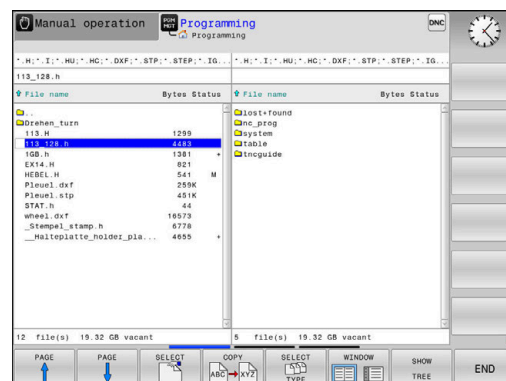 Manual operation
PGM MGT
Programming
Programming
DNC
*.H;*.I;*.HU;*.HC;*.DXF;*.STP;*.STEP;*.IG...
*.H;*.I;*.HU;*.HC;*.DXF;*.STP;*.STEP;*.IG...
113_128.h
File name Bytes Status
File name Bytes Status
..
Drehen_turn
113.H 1299
113_128.h 4483
1GB.h 1381 +
EX14.H 821
HEBEL.H 541 M
Pleuel.dxf 259K
Pleuel.stp 451K
STAT.h 44
wheel.dxf 16573
_Stempel_stamp.h 6778
__Halteplatte_holder_pla... 4655 +
lost+found
nc_prog
system
table
tncguide
12 file(s) 19.32 GB vacant
5 file(s) 19.32 GB vacant
PAGE
PAGE
SELECT
COPY
ABC XYZ
SELECT
TYPE
WINDOW
SHOW
TREE
END